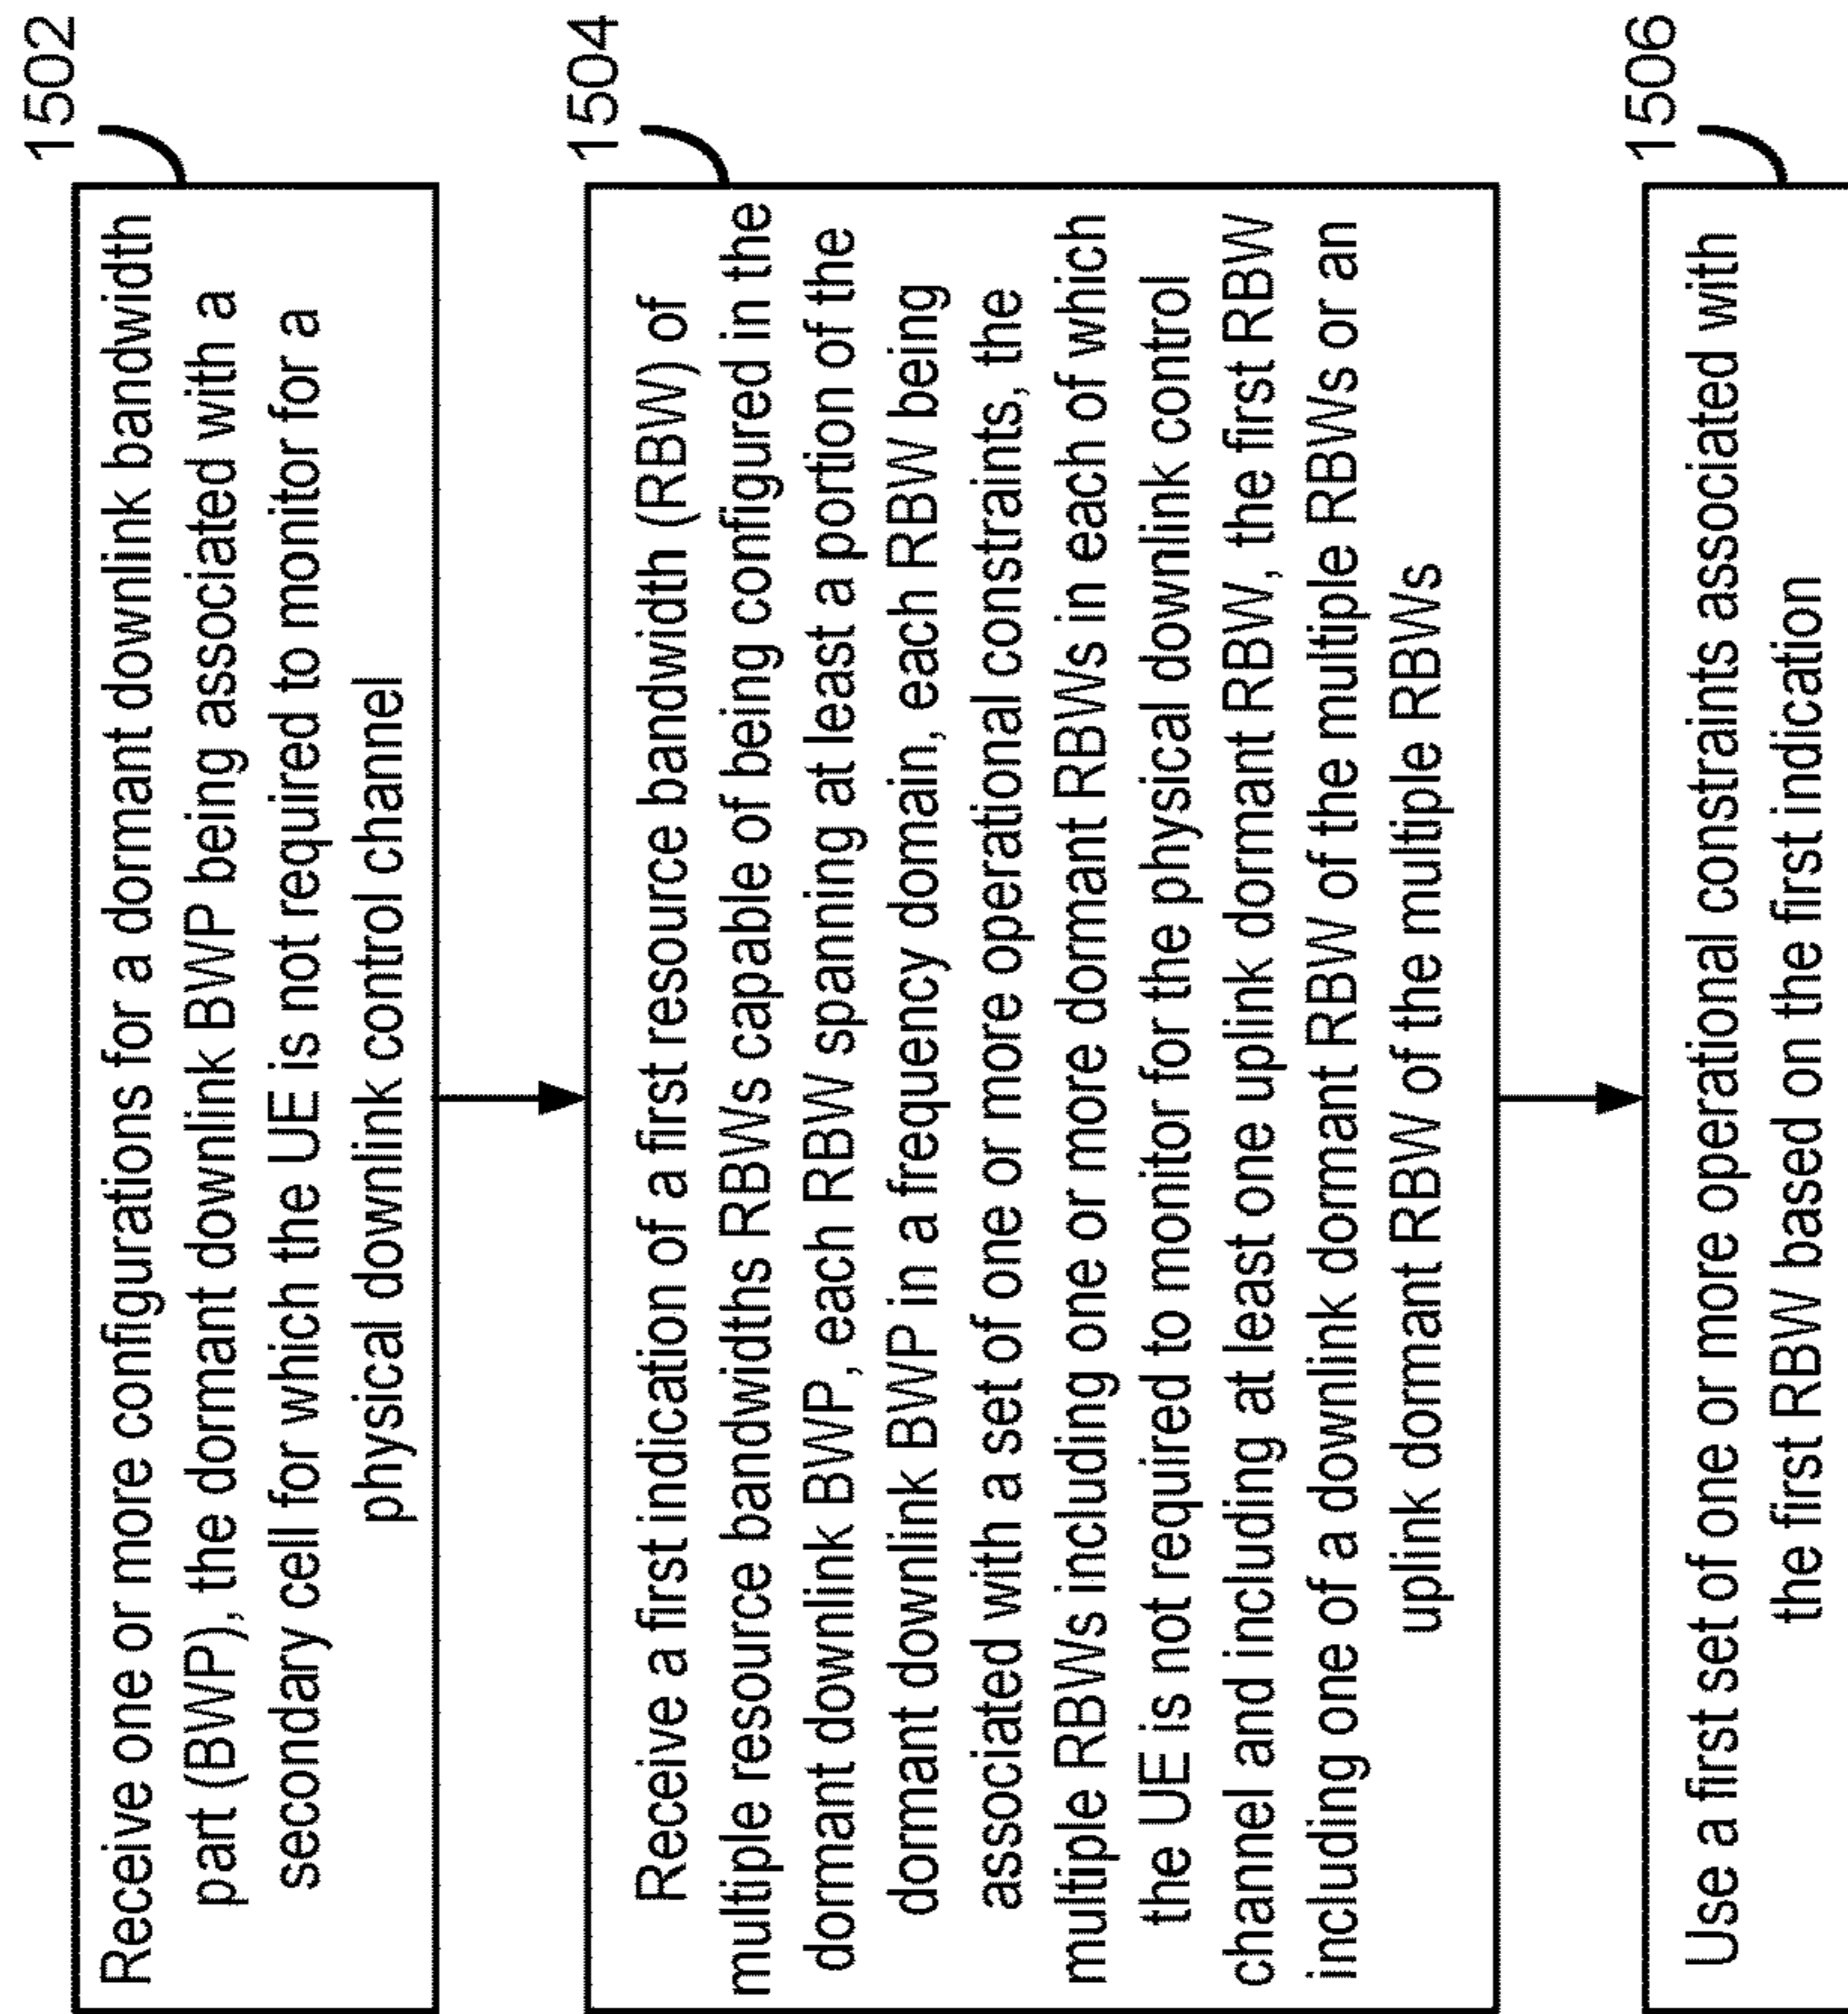 1502
Receive one or more configurations for a dormant downlink bandwidth
part (BWP), the dormant downlink BWP being associated with a
secondary cell for which the UE is not required to monitor for a
physical downlink control channel
1504
Receive a first indication of a first resource bandwidth (RBW) of
multiple resource bandwidths RBWs capable of being configured in the
dormant downlink BWP, each RBW spanning at least a portion of the
dormant downlink BWP in a frequency domain, each RBW being
associated with a set of one or more operational constraints, the
multiple RBWs including one or more dormant RBWs in each of which
the UE is not required to monitor for the physical downlink control
channel and including at least one uplink dormant RBW, the first RBW
including one of a downlink dormant RBW of the multiple RBWs or an
uplink dormant RBW of the multiple RBWs
1506
Use a first set of one or more operational constraints associated with
the first RBW based on the first indication